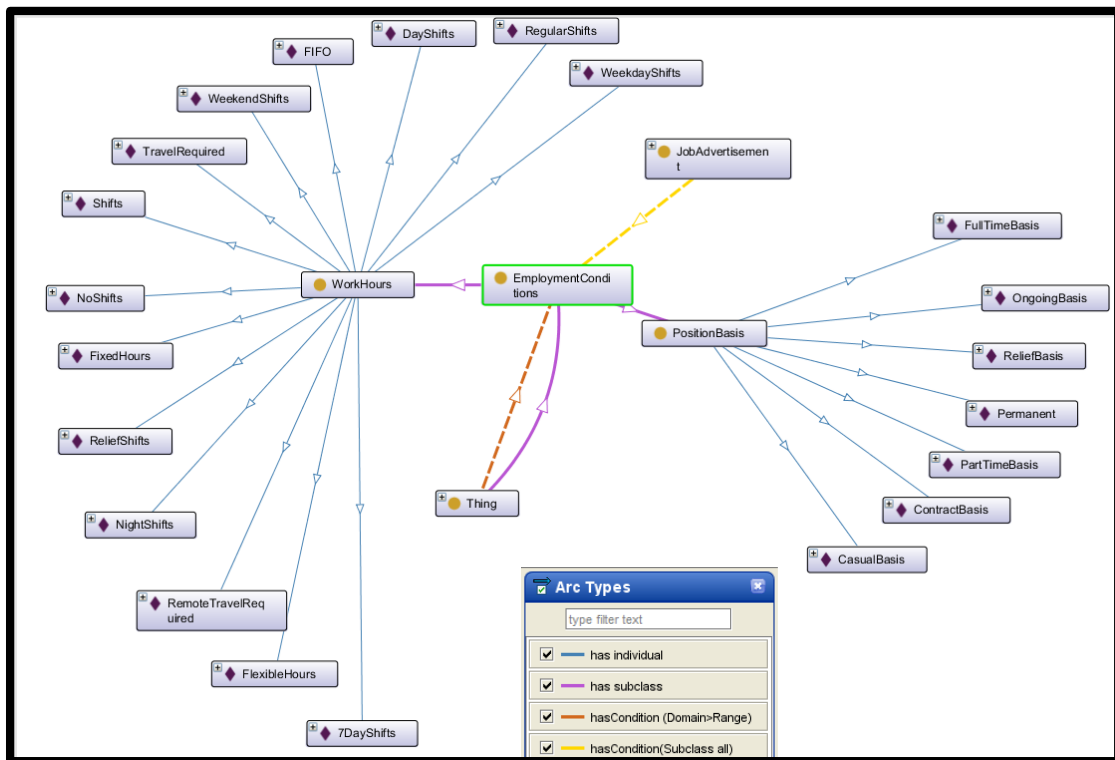 DayShifts
RegularShifts
FIFO
WeekdayShifts
WeekendShifts
TravelRequired
JobAdvertisemen
t
Shifts
FullTimeBasis
WorkHours
EmploymentCondi
tions
NoShifts
OngoingBasis
PositionBasis
FixedHours
ReliefBasis
Permanent
ReliefShifts
PartTimeBasis
Thing
ContractBasis
NightShifts
CasualBasis
RemoteTravelReq
uired
FlexibleHours
7DayShifts
Arc Types
type filter text
has individual
has subclass
hasCondition (Domain>Range)
hasCondition(Subclass all)